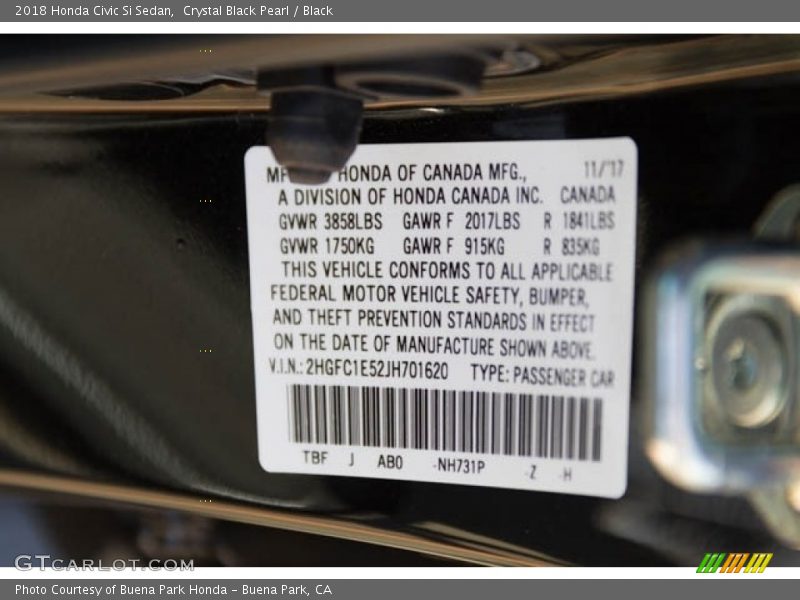 2018 Honda Civic Si Sedan,  Crystal Black Pearl / Black
HONDA OF CANADA MFG., 11/'17
A DIVISION OF HONDA CANADA INC. CANADA
GVWR 3858LBS GAWR F 2017LBS R 1841LBS
GVWR 1750KG GAWR F 915KG R 835KG
THIS VEHICLE CONFORMS TO ALL APPLICABLE
FEDERAL MOTOR VEHICLE SAFETY, BUMPER,
AND THEFT PREVENTION STANDARDS IN EFFECT
ON THE DATE OF MANUFACTURE SHOWN ABOVE.
V.I.N.: 2HGFC1E52JH701620 TYPE: PASSENGER CAR
TBF J AB0 -NH731P -Z -H
GTcarlot.com
Photo Courtesy of Buena Park Honda – Buena Park, CA